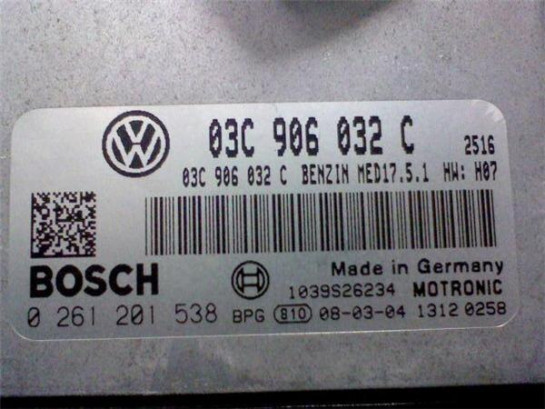 03C 906 032 C 2516
03C 906 032 C BENZIN MED17.5.1 HW: H07
BOSCH
Made in Germany
1039S26234 MOTRONIC
0 261 201 538 BPG 810 08-03-04 1312 0258